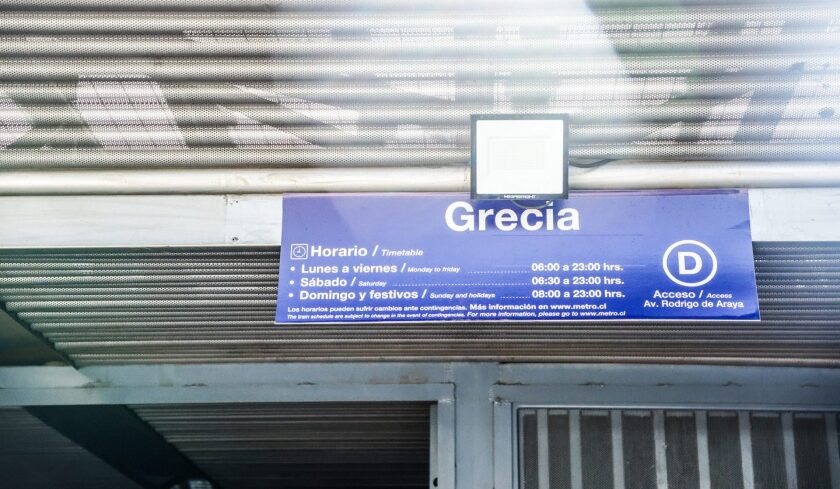 Grecia
Horario / Timetable
• Lunes a viernes / Monday to friday 06:00 a 23:00 hrs.
• Sábado / Saturday 06:30 a 23:00 hrs.
• Domingo y festivos / Sunday and holidays 08:00 a 23:00 hrs.
Los horarios pueden sufrir cambios ante contingencias. Más información en www.metro.cl
The train schedule are subject to change in the event of contingencies. For more information, please go to www.metro.cl
D
Acceso / Access
Av. Rodrigo de Araya